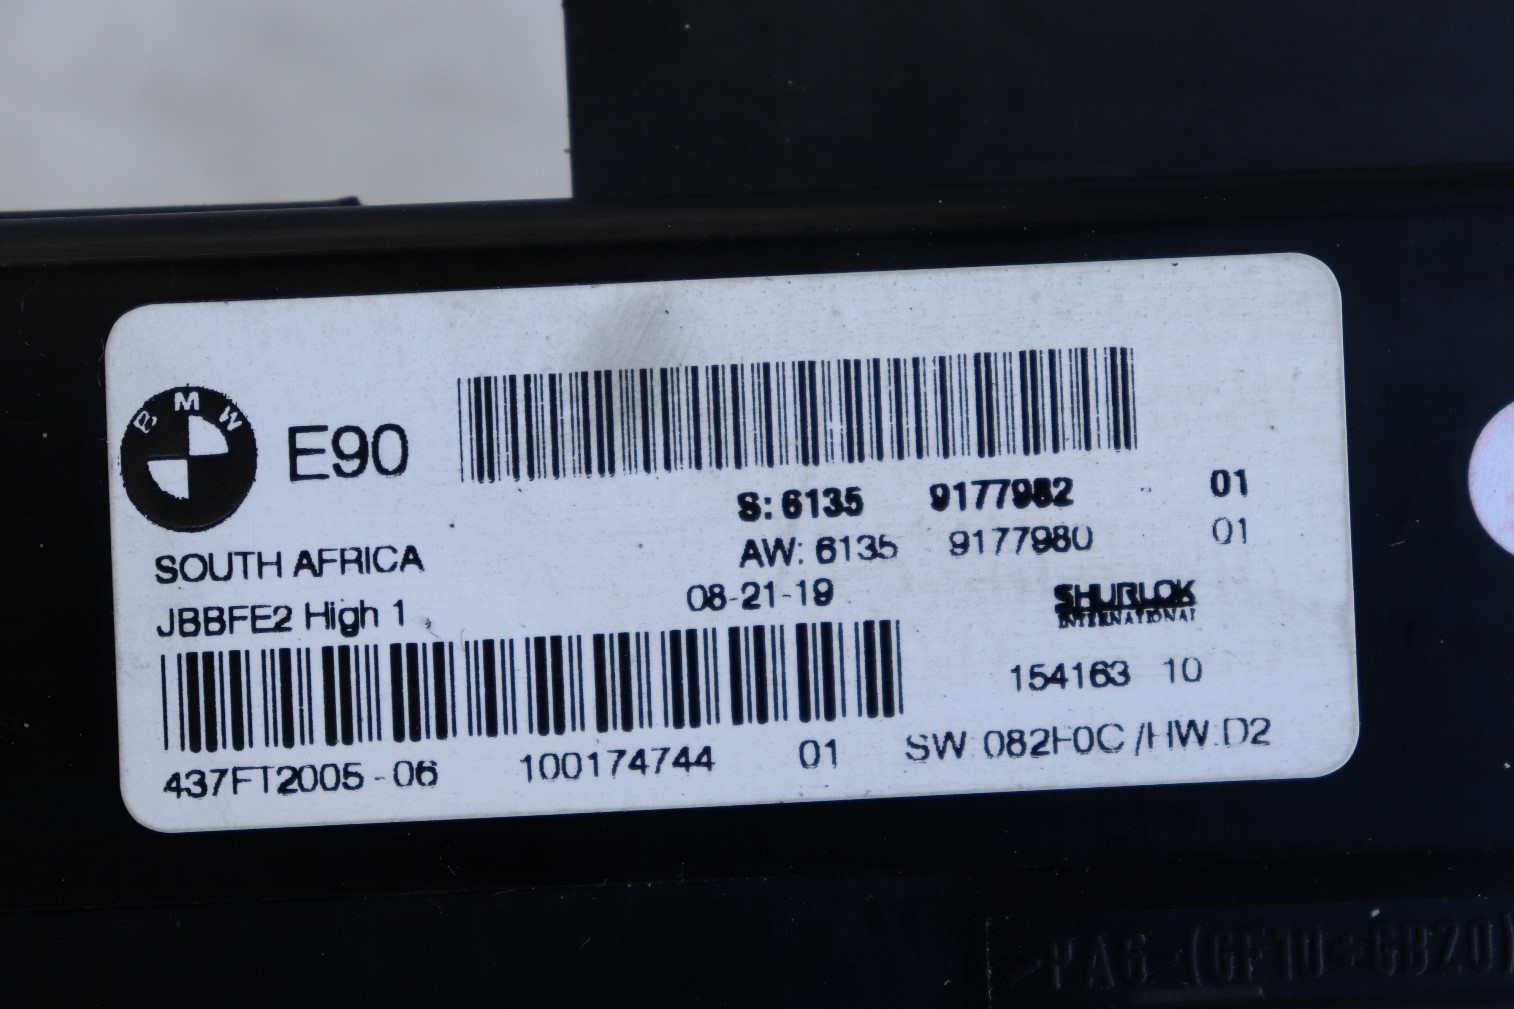 BMW
E90
S: 6135 9177982 01
AW: 6135 9177980 01
SOUTH AFRICA
08-21-19
JBBFE2 High 1
SHURLOK
INTERNATIONAL
154163 10
437FT2005-06 100174744 01 SW:082F0C /HW:D2
>PA6-(GF10+GB20)